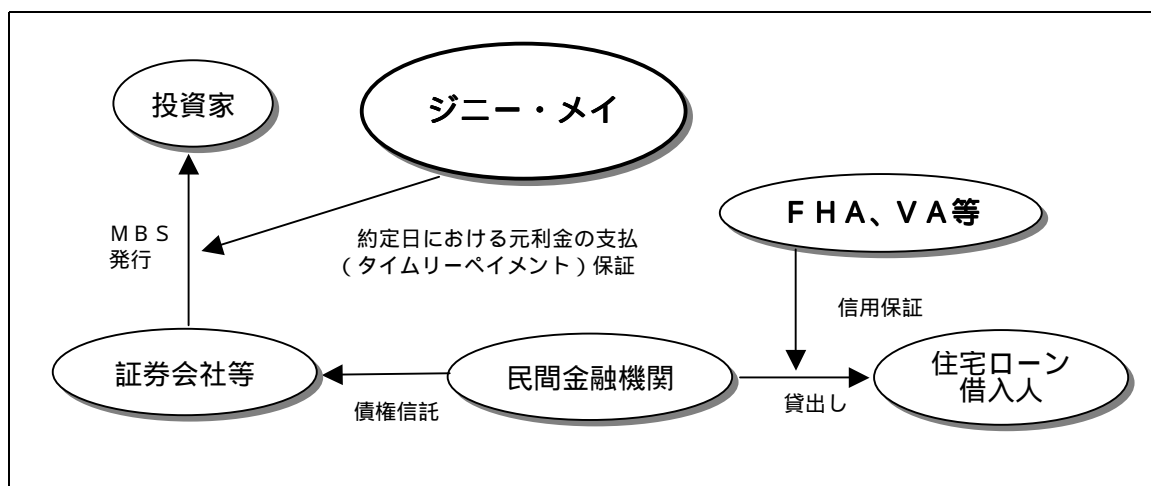 投資家
ジニー・メイ
ＦＨＡ、ＶＡ等
ＭＢＳ
発行
約定日における元利金の支払
（タイムリーペイメント）保証
信用保証
証券会社等
民間金融機関
住宅ローン
借入人
債権信託
貸出し